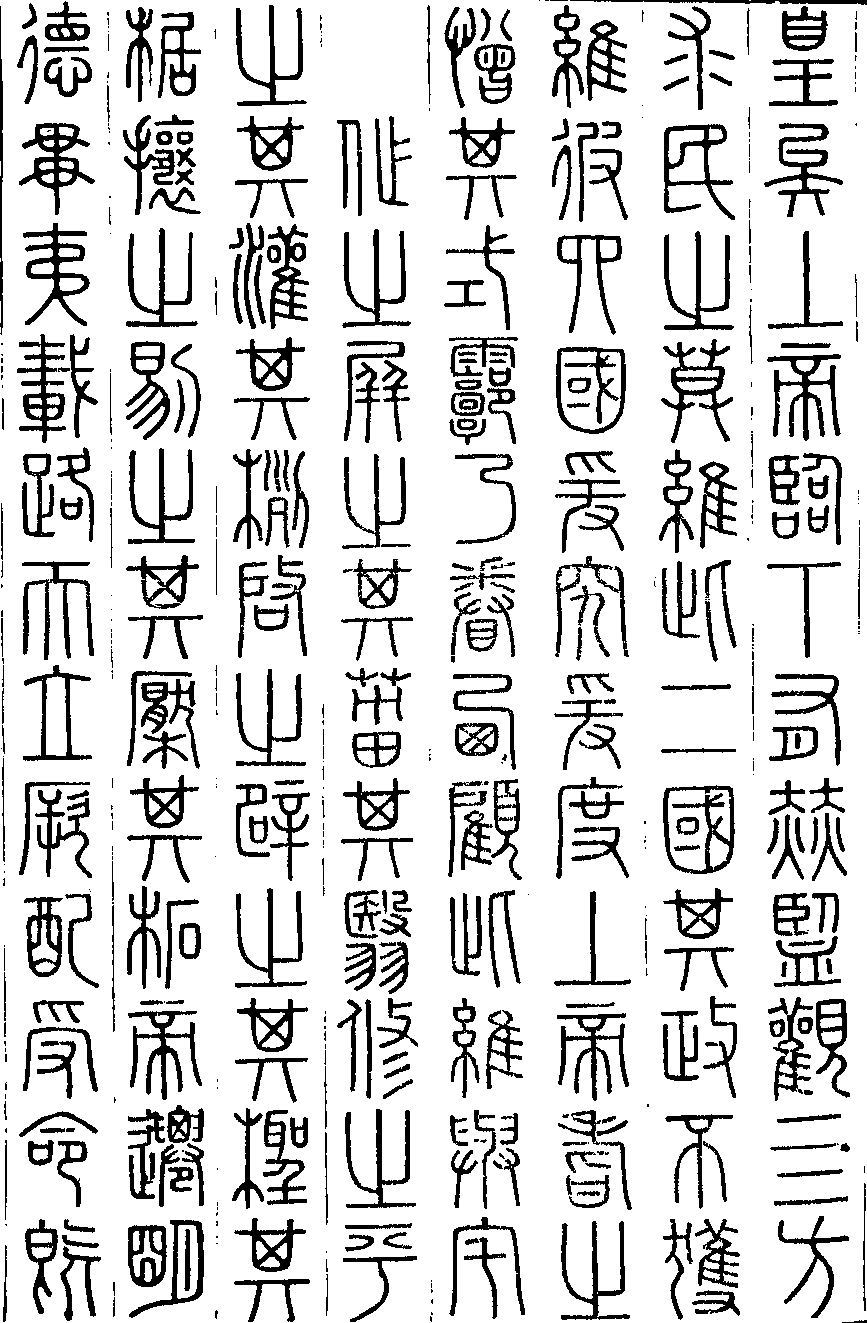 皇矣上帝臨下有赫監觀亖方
求民之莫維此二國其政不獲
維彼四國爰究爰度上帝耆之
憎其式霩乃眷西顧此維與宅
作之屏之其菑其翳修之平
之其灌其栵启之辟之其檉其
椐攘之剔之其檿其柘帝遷明
德串夷載路天立厥配受命既